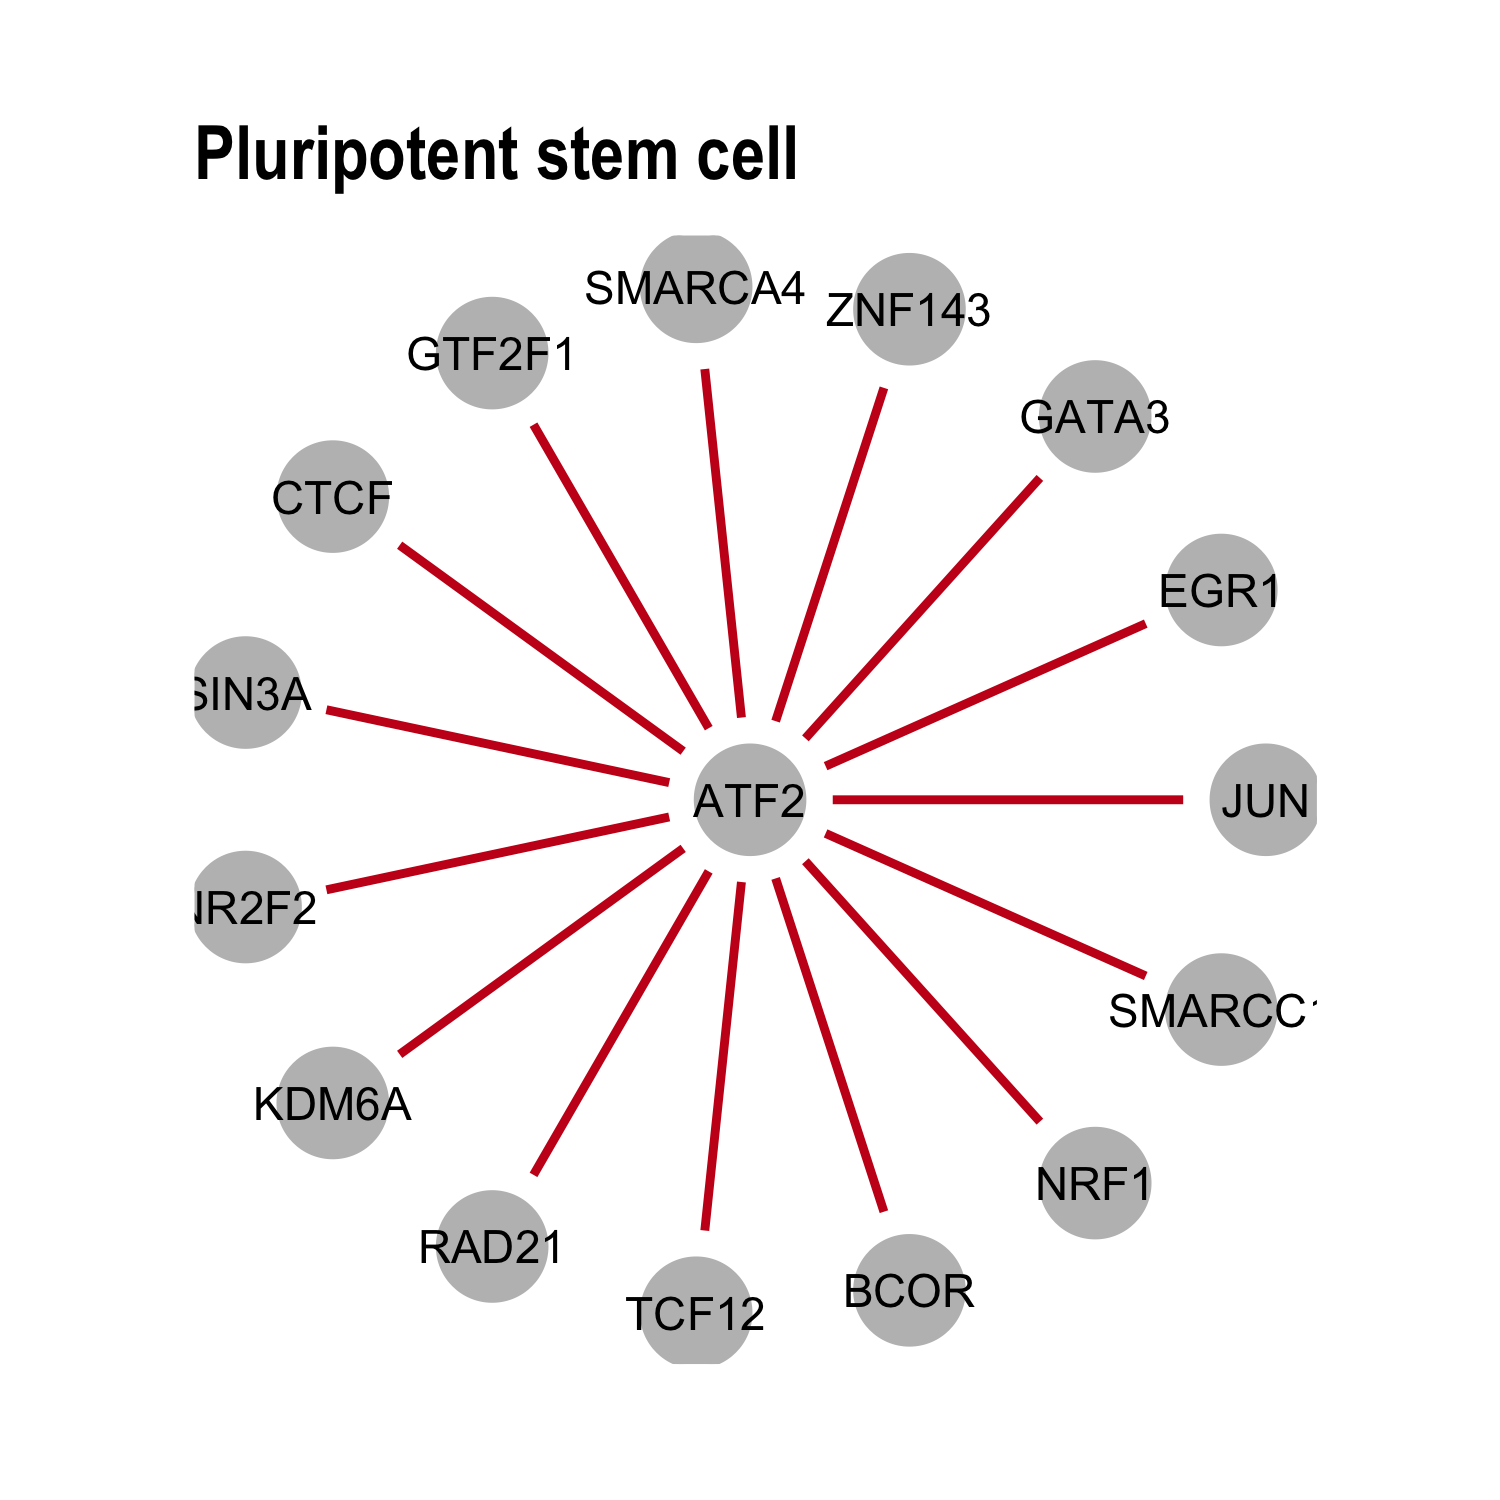 Pluripotent stem cell
SMARCA4
ZNF143
GTF2F1
GATA3
CTCF
EGR1
SIN3A
ATF2
JUN
NR2F2
SMARCC1
KDM6A
NRF1
RAD21
BCOR
TCF12